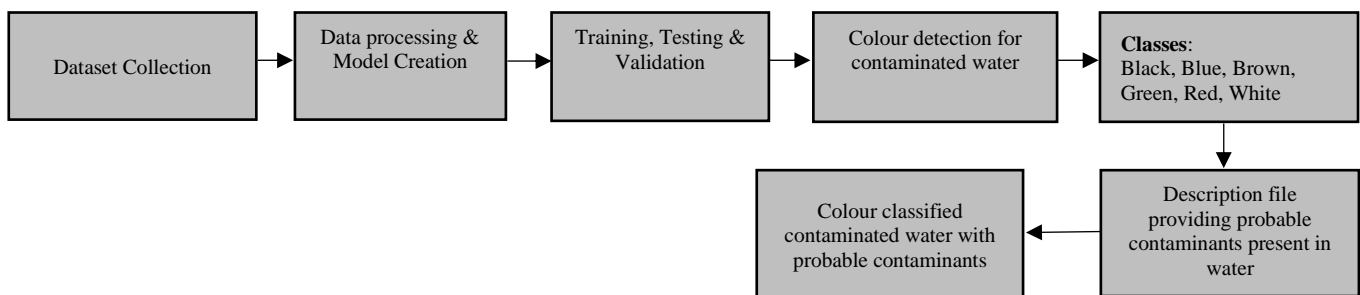 Dataset Collection
Data processing &
Model Creation
Training, Testing &
Validation
Colour detection for
contaminated water
Classes:
Black, Blue, Brown,
Green, Red, White
Description file
providing probable
contaminants present in
water
Colour classified
contaminated water with
probable contaminants